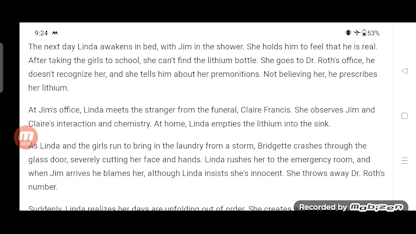 9:24
53%
The next day Linda awakens in bed, with Jim in the shower. She holds him to feel that he is real.
After taking the girls to school, she can't find the lithium bottle. She goes to Dr. Roth's office, he
doesn't recognize her, and she tells him about her premonitions. Not believing her, he prescribes
her lithium.
At Jim's office, Linda meets the stranger from the funeral, Claire Francis. She observes Jim and
Claire's interaction and chemistry. At home, Linda empties the lithium into the sink.
As Linda and the girls run to bring in the laundry from a storm, Bridgette crashes through the
glass door, severely cutting her face and hands. Linda rushes her to the emergency room, and
when Jim arrives he blames her, although Linda insists she's innocent. She throws away Dr. Roth's
number.
Suddenly, Linda realizes her days are unfolding out of order. She creates
Recorded by Mobizen